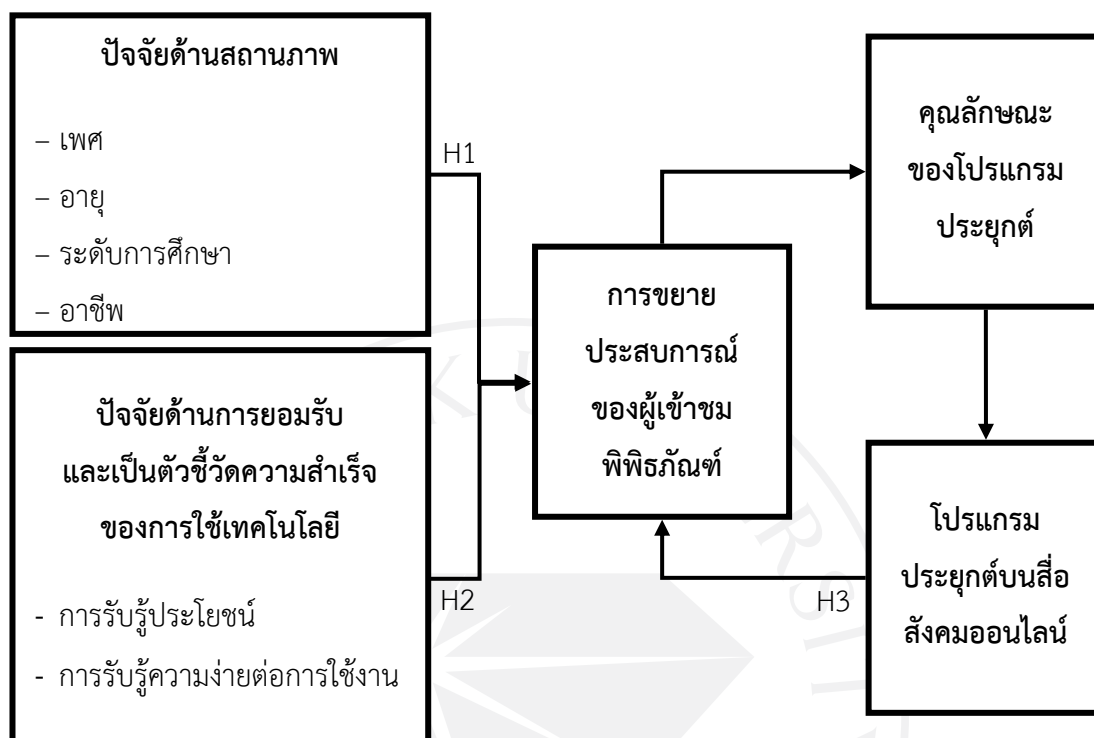 ปัจจัยด้านสถานภาพ
– เพศ
– อายุ
– ระดับการศึกษา
– อาชีพ
H1
ปัจจัยด้านการยอมรับ
และเป็นตัวชี้วัดความสำเร็จ
ของการใช้เทคโนโลยี
- การรับรู้ประโยชน์
- การรับรู้ความง่ายต่อการใช้งาน
H2
การขยาย
ประสบการณ์
ของผู้เข้าชม
พิพิธภัณฑ์
คุณลักษณะ
ของโปรแกรม
ประยุกต์
H3
โปรแกรม
ประยุกต์บนสื่อ
สังคมออนไลน์